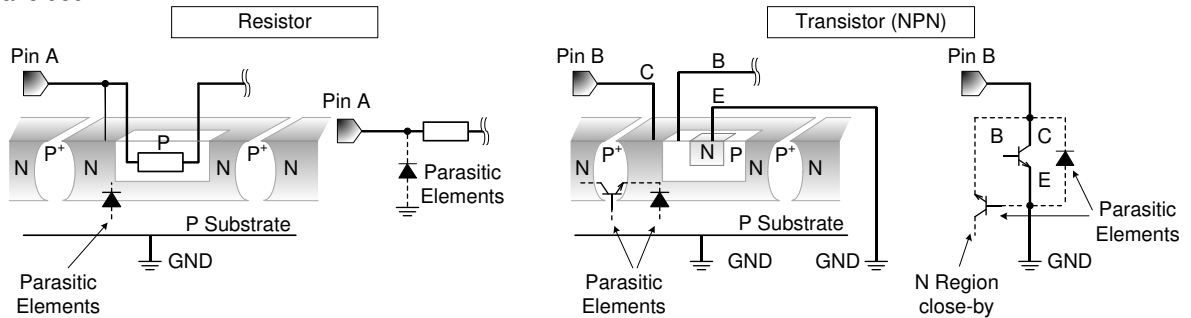 Resistor
Transistor (NPN)
Pin A
Pin A
P
N
P+
N
N
P+
N
Parasitic
Elements
P Substrate
GND
Parasitic
Elements
Pin B
C
B
E
N
P+
N
N
P
N
P+
N
P Substrate
GND
GND
Parasitic
Elements
Pin B
B
C
E
Parasitic
Elements
GND
N Region
close-by